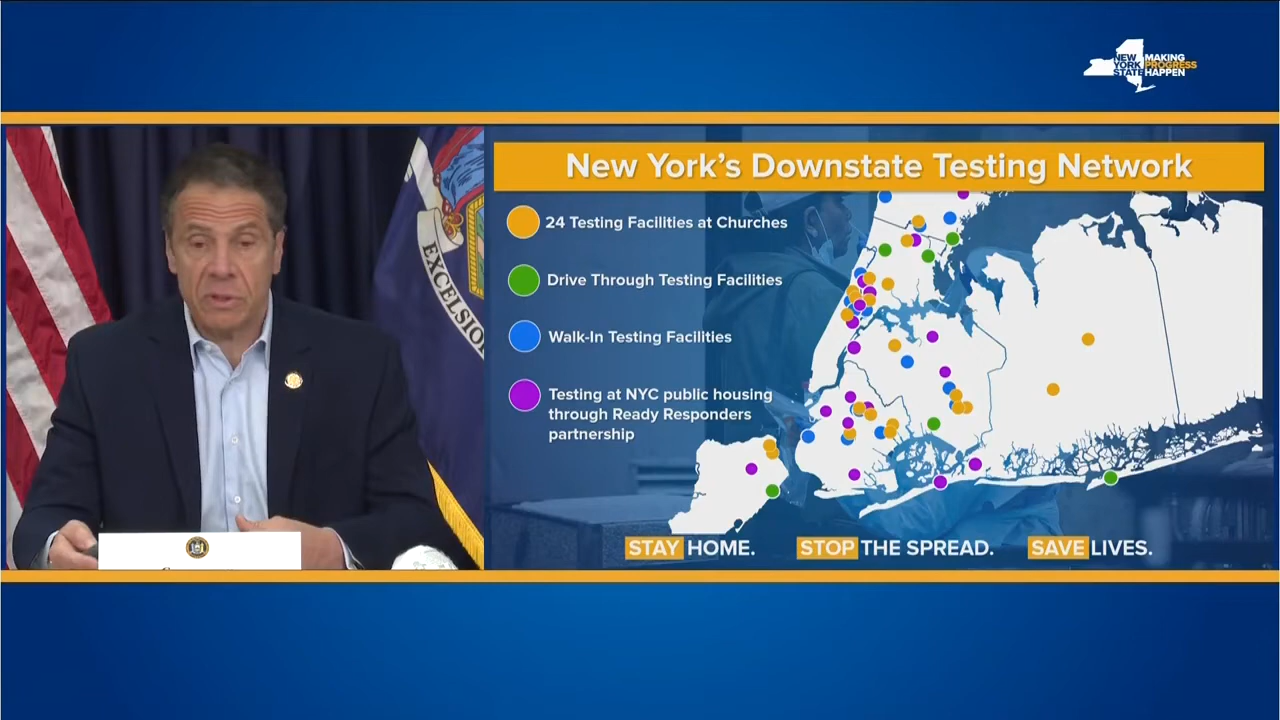 NEW
YORK
STATE
MAKING
PROGRESS
HAPPEN
New York's Downstate Testing Network
24 Testing Facilities at Churches
Drive Through Testing Facilities
Walk-In Testing Facilities
Testing at NYC public housing
through Ready Responders
partnership
EXCELSIO
STAY HOME. STOP THE SPREAD. SAVE LIVES.